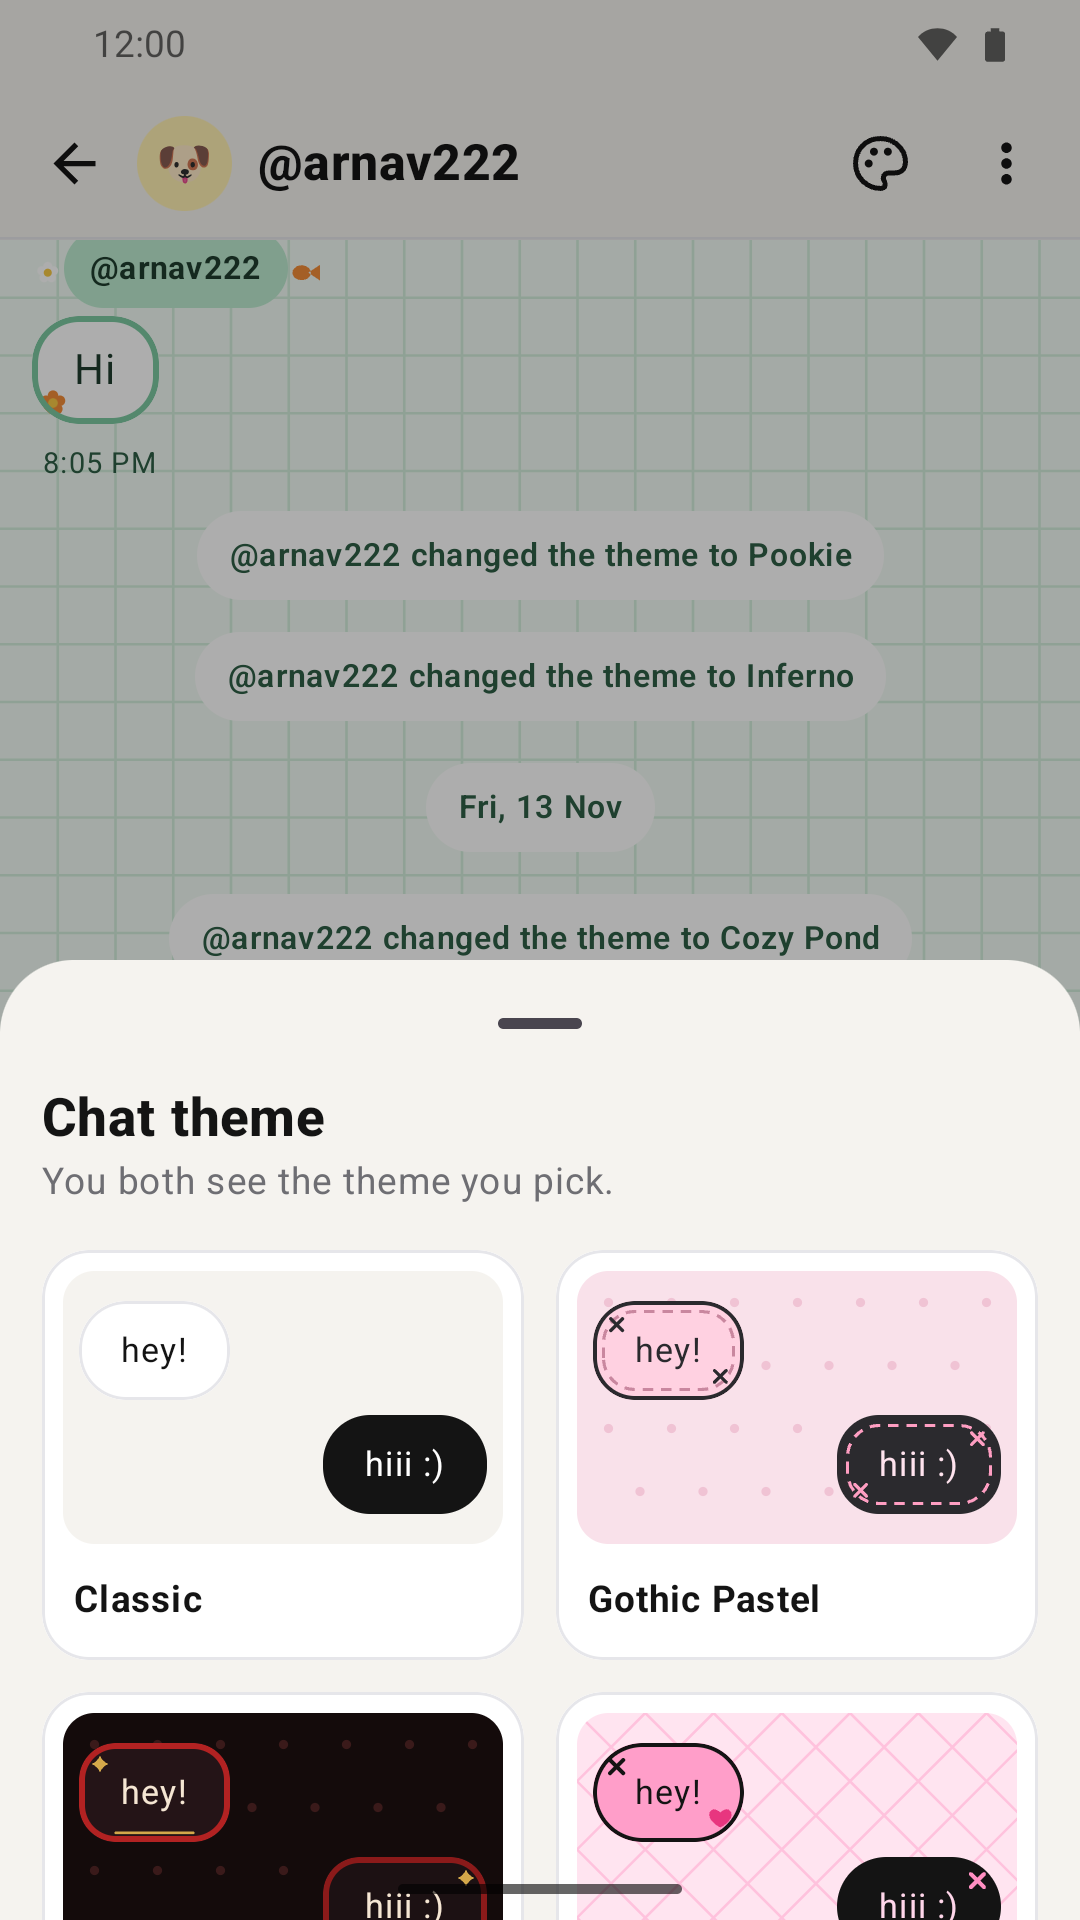 12:00
@arnav222
@arnav222
Hi
8:05 PM
@arnav222 changed the theme to Pookie
@arnav222 changed the theme to Inferno
Fri, 13 Nov
@arnav222 changed the theme to Cozy Pond
Chat theme
You both see the theme you pick.
hey!
hiii :)
Classic
hey!
hiii :)
Gothic Pastel
hey!
hiii :)
hey!
hiii :)